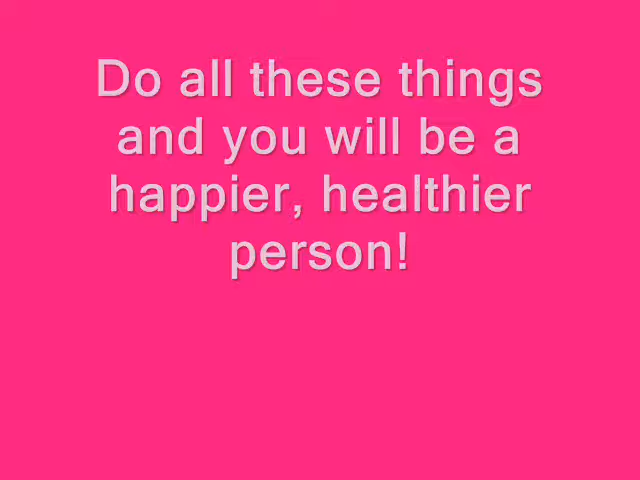 Do all these things
and you will be a
happier, healthier
person!